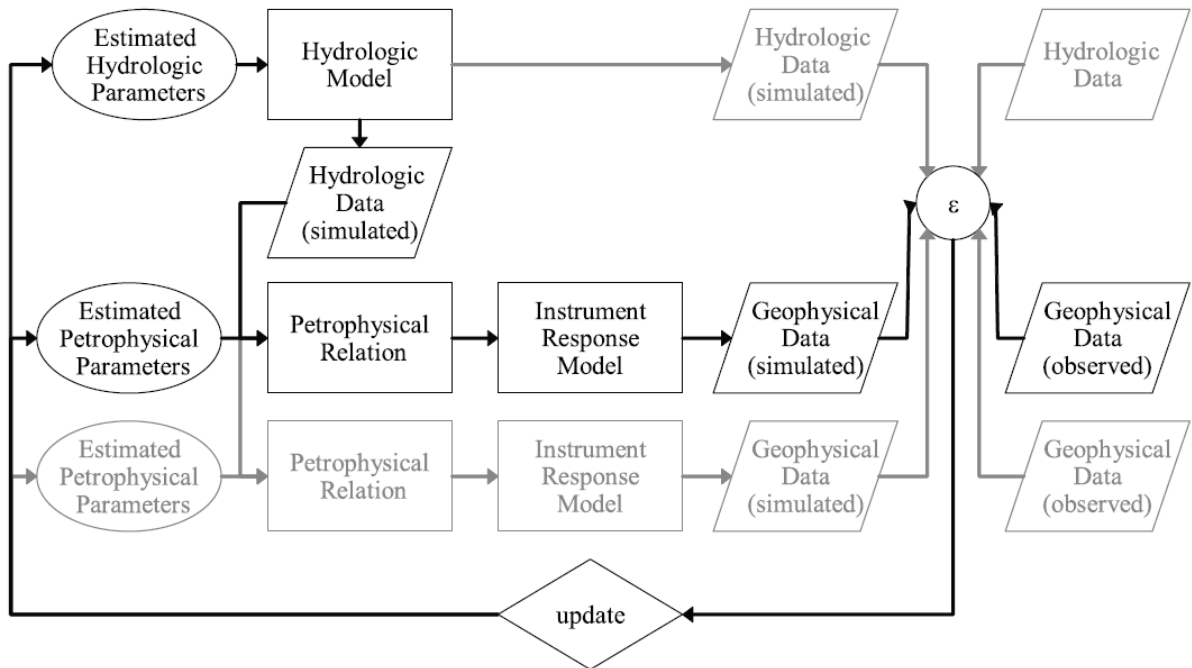 Estimated
Hydrologic
Parameters
Hydrologic
Model
Hydrologic
Data
(simulated)
Hydrologic
Data
Hydrologic
Data
(simulated)
ε
Estimated
Petrophysical
Parameters
Petrophysical
Relation
Instrument
Response
Model
Geophysical
Data
(simulated)
Geophysical
Data
(observed)
Estimated
Petrophysical
Parameters
Petrophysical
Relation
Instrument
Response
Model
Geophysical
Data
(simulated)
Geophysical
Data
(observed)
update